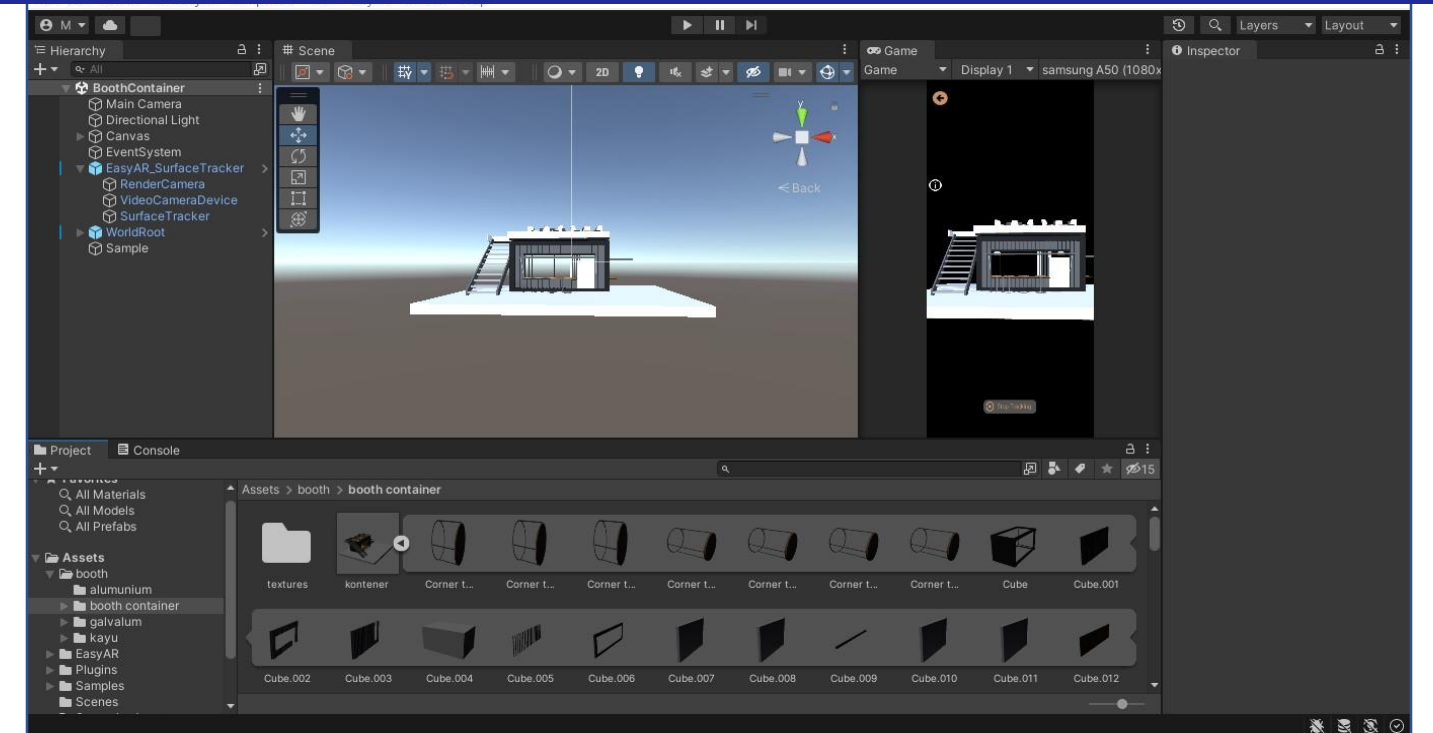 M
Layers
Layout
Hierarchy
Scene
Game
Inspector
All
2D
Game
Display 1
samsung A50 (1080x
BoothContainer
Main Camera
Directional Light
Canvas
EventSystem
EasyAR_SurfaceTracker
RenderCamera
VideoCameraDevice
SurfaceTracker
WorldRoot
Sample
y
x
< Back
Stop Tracking
Project
Console
15
Favorites
All Materials
All Models
All Prefabs
Assets
booth
alumunium
booth container
galvalum
kayu
EasyAR
Plugins
Samples
Scenes
Assets > booth > booth container
textures
kontener
Corner t...
Corner t...
Corner t...
Corner t...
Corner t...
Corner t...
Corner t...
Cube
Cube.001
Cube.002
Cube.003
Cube.004
Cube.005
Cube.006
Cube.007
Cube.008
Cube.009
Cube.010
Cube.011
Cube.012